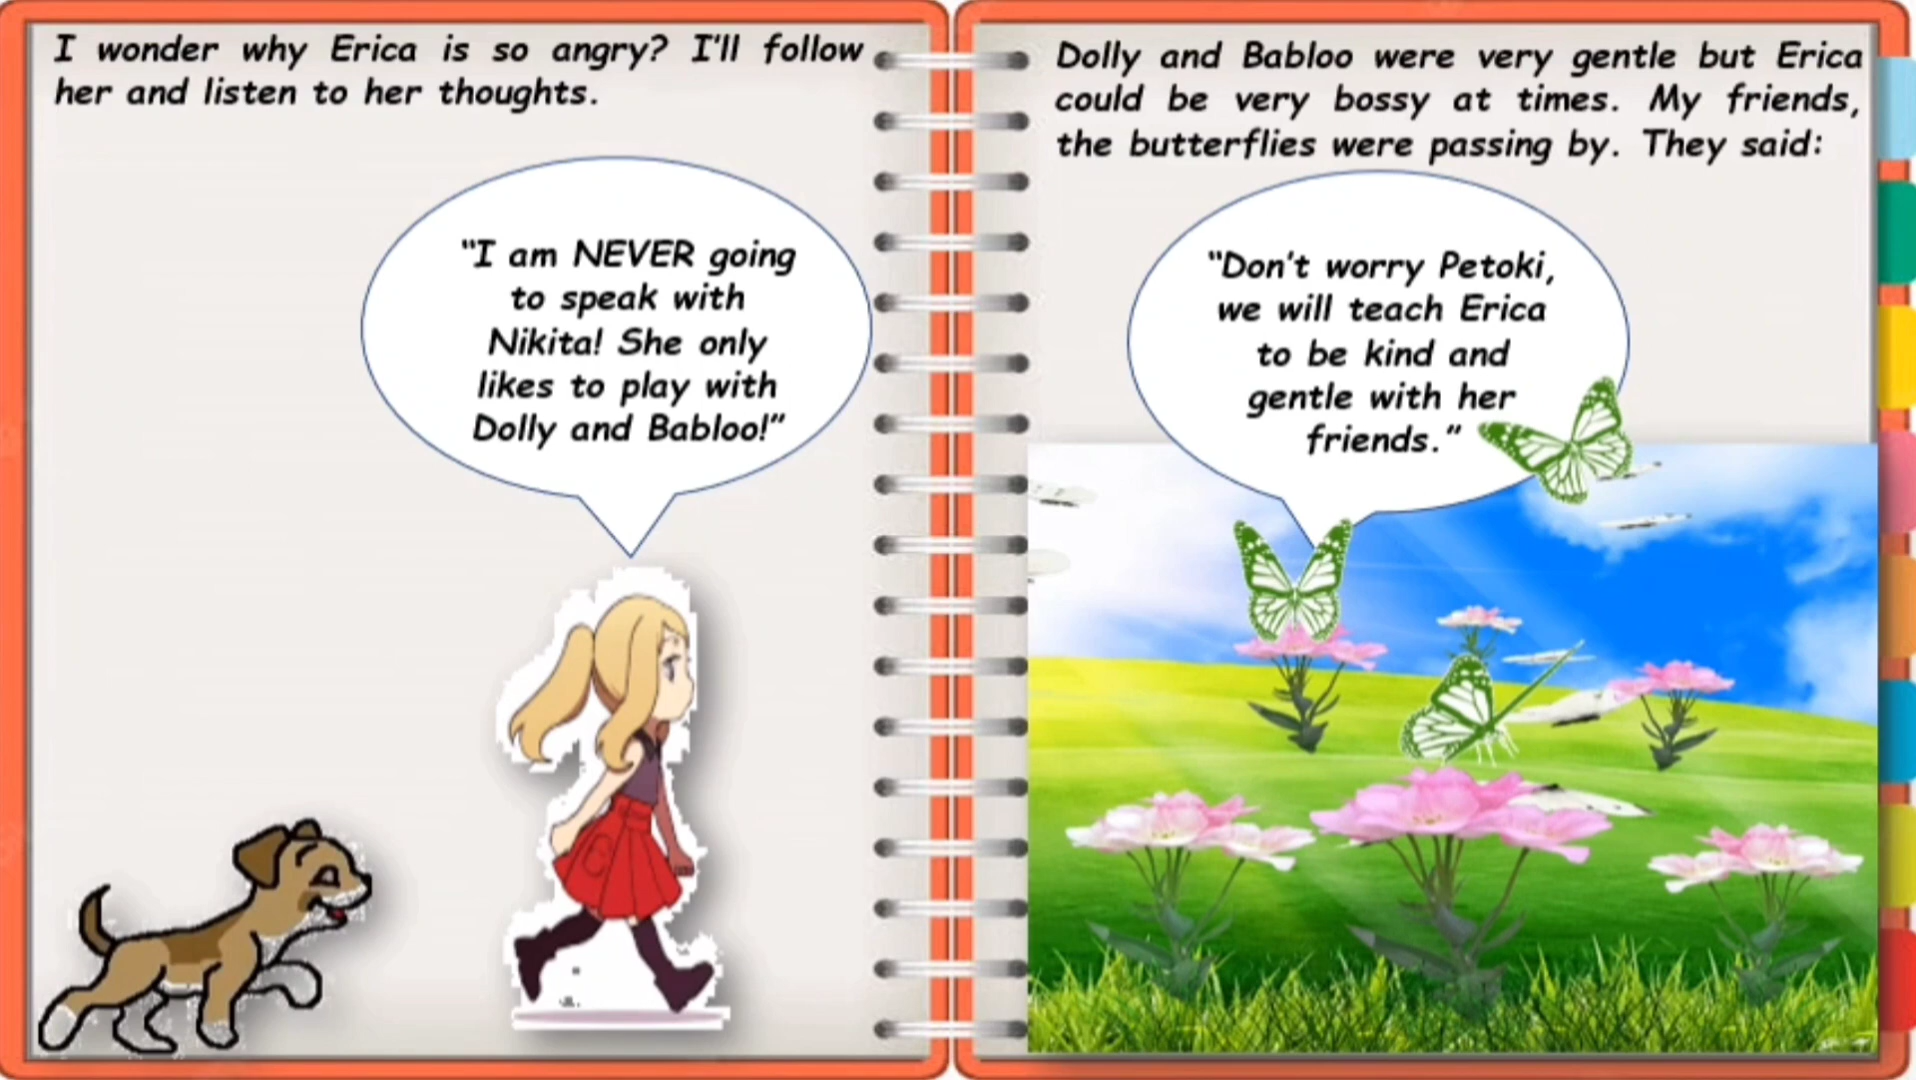 I wonder why Erica is so angry? I'll follow
her and listen to her thoughts.
"I am NEVER going
to speak with
Nikita! She only
likes to play with
Dolly and Babloo!"
Dolly and Babloo were very gentle but Erica
could be very bossy at times. My friends,
the butterflies were passing by. They said:
"Don't worry Petoki,
we will teach Erica
to be kind and
gentle with her
friends."